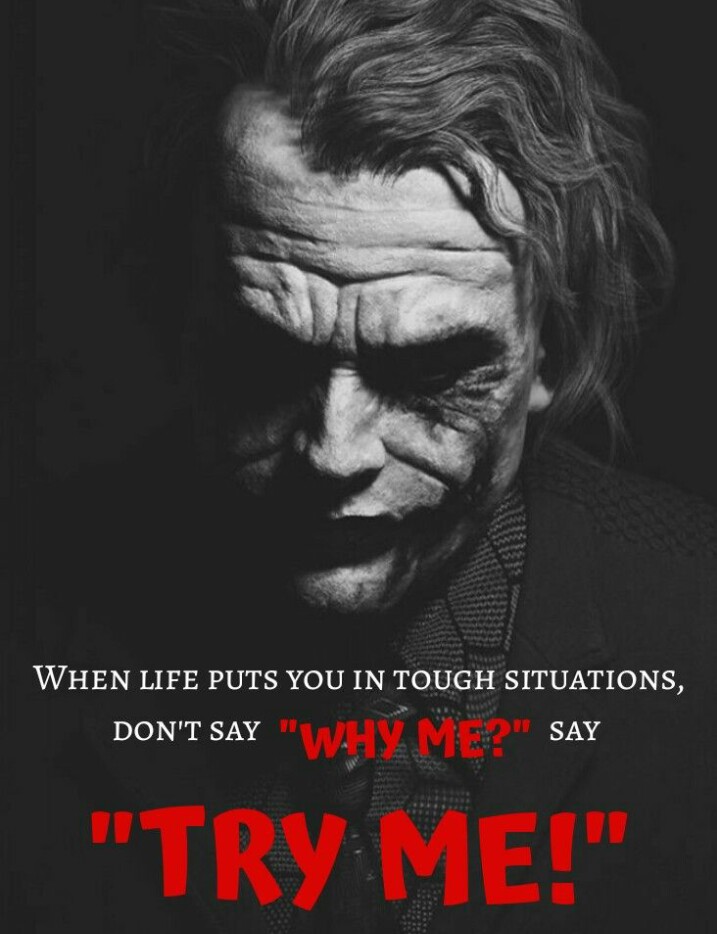 When life puts you in tough situations,
don't say "Why me?" say
"Try me!"